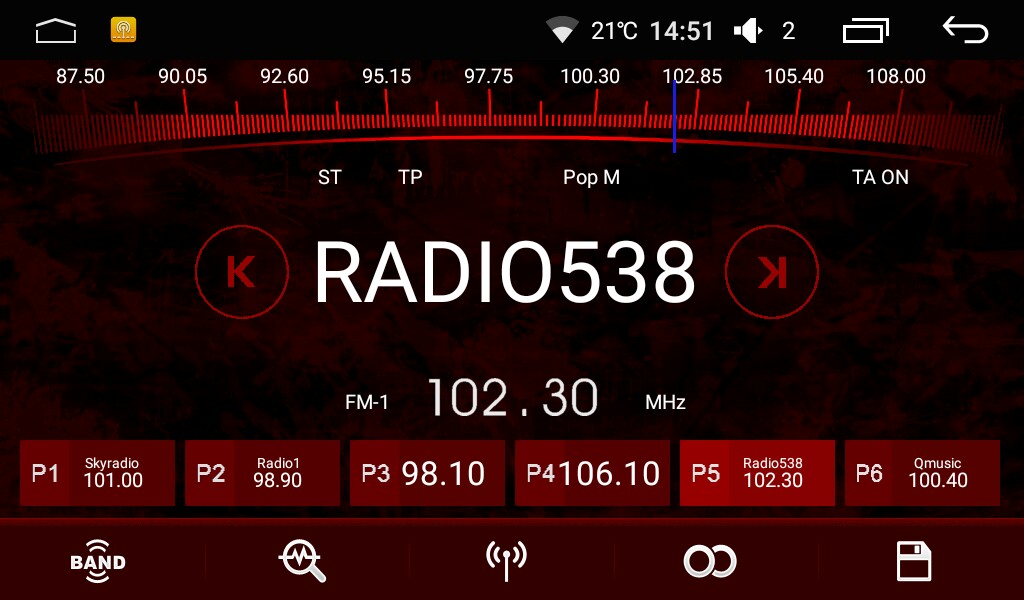 21°C 14:51 2
87.50 90.05 92.60 95.15 97.75 100.30 102.85 105.40 108.00
ST TP Pop M TA ON
RADIO538
FM-1 102.30 MHz
P1 Skyradio 101.00
P2 Radio1 98.90
P3 98.10
P4 106.10
P5 Radio538 102.30
P6 Qmusic 100.40
BAND